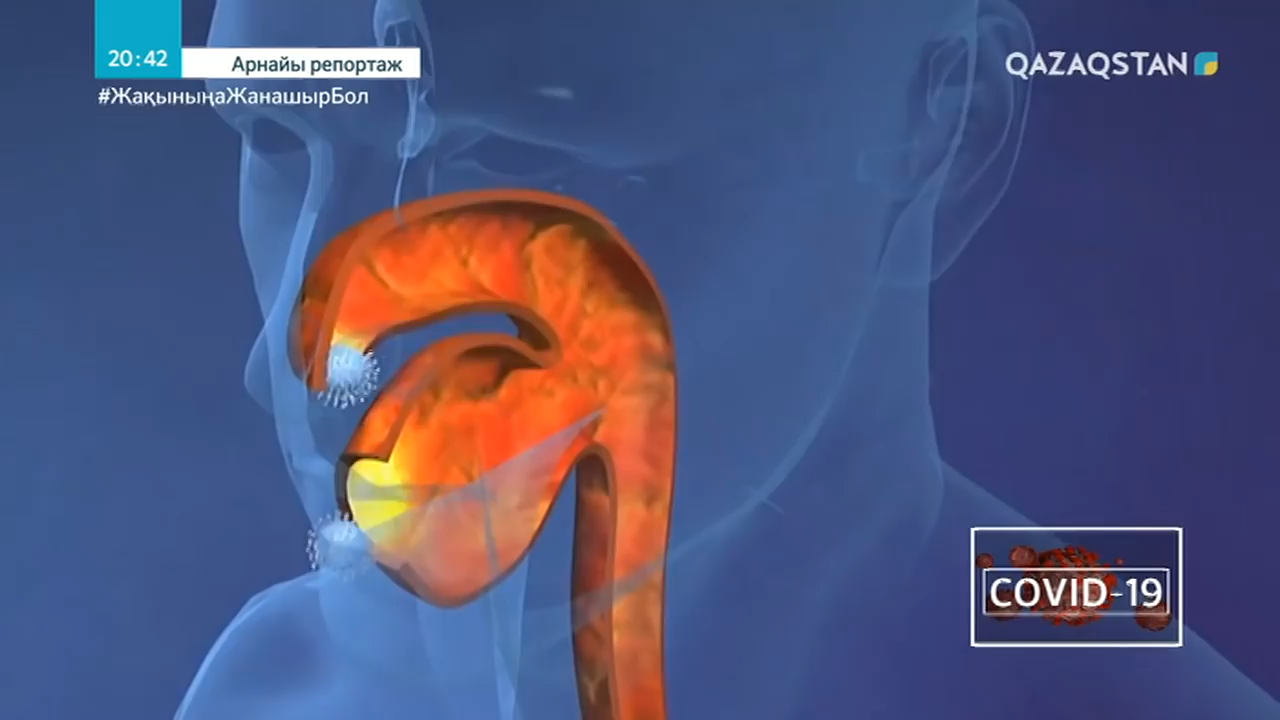 20:42
Арнайы репортаж
#ЖақыныңаЖанашырБол
QAZAQSTAN
COVID-19